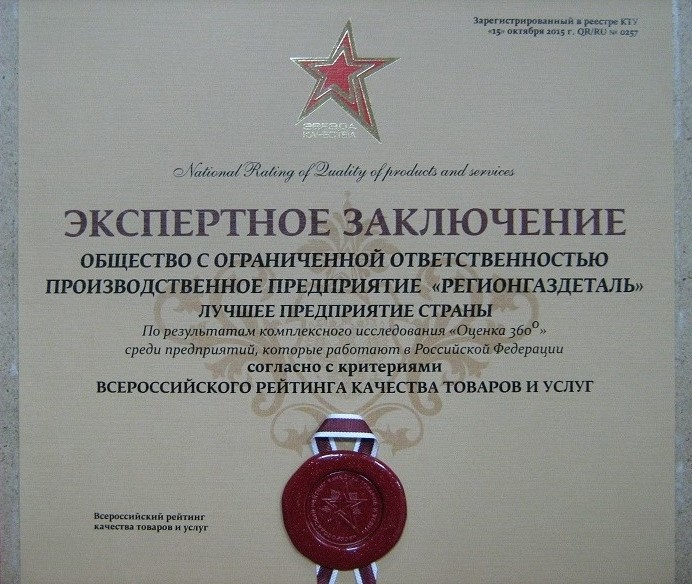 Зарегистрированный в реестре КТУ
«15» октября 2015 г. QR/RU № 0257
ЗВЕЗДА
КАЧЕСТВА
National Rating of Quality of products and services
ЭКСПЕРТНОЕ ЗАКЛЮЧЕНИЕ
ОБЩЕСТВО С ОГРАНИЧЕННОЙ ОТВЕТСТВЕННОСТЬЮ
ПРОИЗВОДСТВЕННОЕ ПРЕДПРИЯТИЕ «РЕГИОНГАЗДЕТАЛЬ»
ЛУЧШЕЕ ПРЕДПРИЯТИЕ СТРАНЫ
По результатам комплексного исследования «Оценка 360⁰»
среди предприятий, которые работают в Российской Федерации
согласно с критериями
ВСЕРОССИЙСКОГО РЕЙТИНГА КАЧЕСТВА ТОВАРОВ И УСЛУГ
Всероссийский рейтинг
качества товаров и услуг